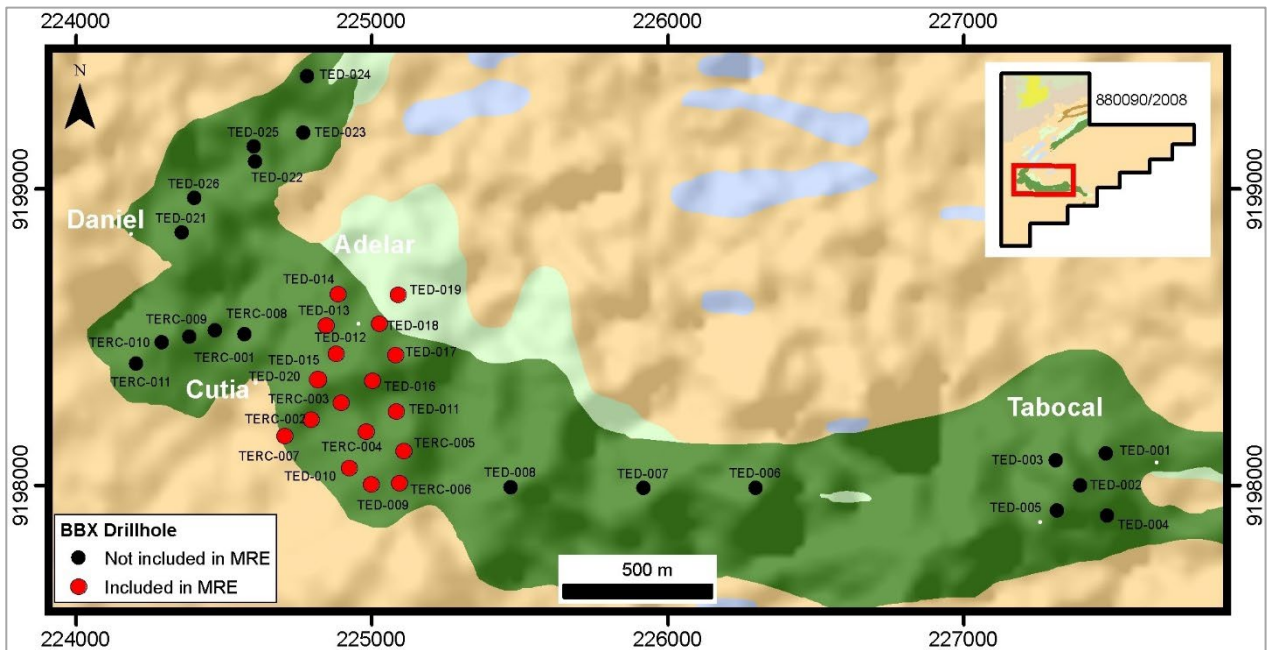 224000 225000 226000 227000
N
TED-024
880090/2008
TED-025 TED-023
TED-022
9199000 9199000
TED-026
Daniel TED-021
Adelar
TED-014 TED-019
TERC-009 TERC-008 TED-013
TED-018
TERC-010 TED-012
TERC-001 TED-015 TED-017
TERC-011
TED-020 TED-016
Cutia
TERC-003
TED-011
Tabocal
TERC-002
TERC-004 TERC-005
TERC-007
TED-003 TED-001
TED-010 TED-008 TED-007 TED-006
TED-002
9198000 9198000
TED-009 TERC-006
TED-005 TED-004
BBX Drillhole
Not included in MRE
Included in MRE
500 m
224000 225000 226000 227000